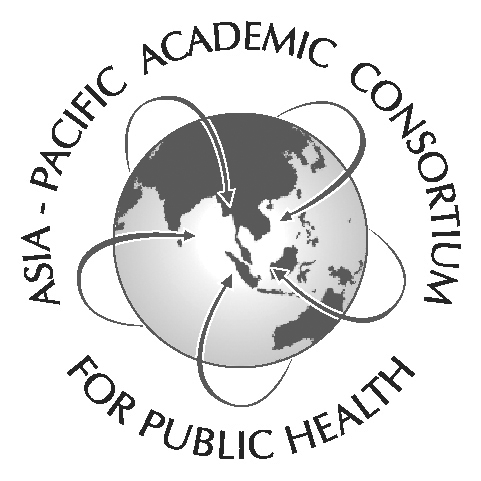 ASIA - PACIFIC ACADEMIC CONSORTIUM
FOR PUBLIC HEALTH